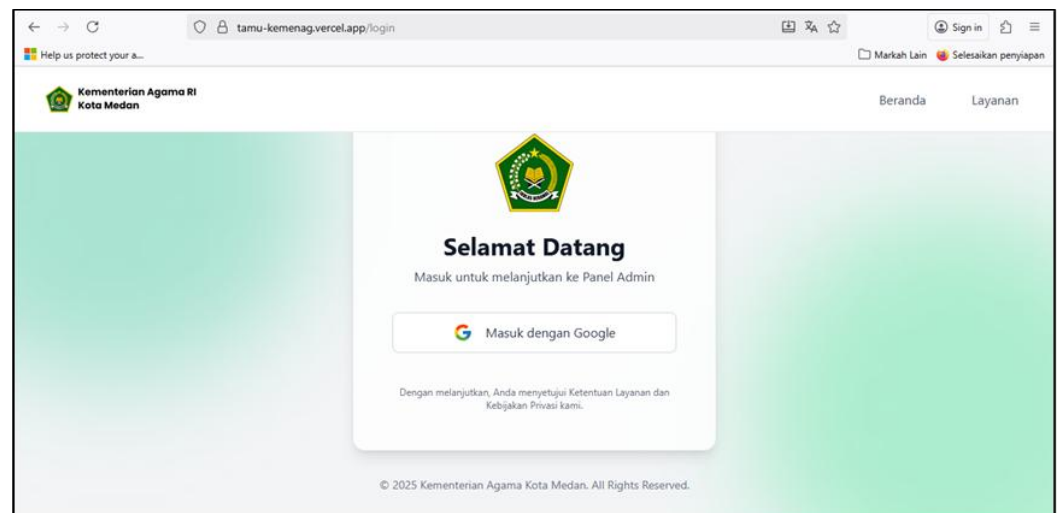 tamu-kemenag.vercel.app/login
Sign in
Help us protect your a...
Markah Lain
Selesaikan penyiapan
Kementerian Agama RI
Kota Medan
Beranda
Layanan
Selamat Datang
Masuk untuk melanjutkan ke Panel Admin
Masuk dengan Google
Dengan melanjutkan, Anda menyetujui Ketentuan Layanan dan
Kebijakan Privasi kami.
© 2025 Kementerian Agama Kota Medan. All Rights Reserved.